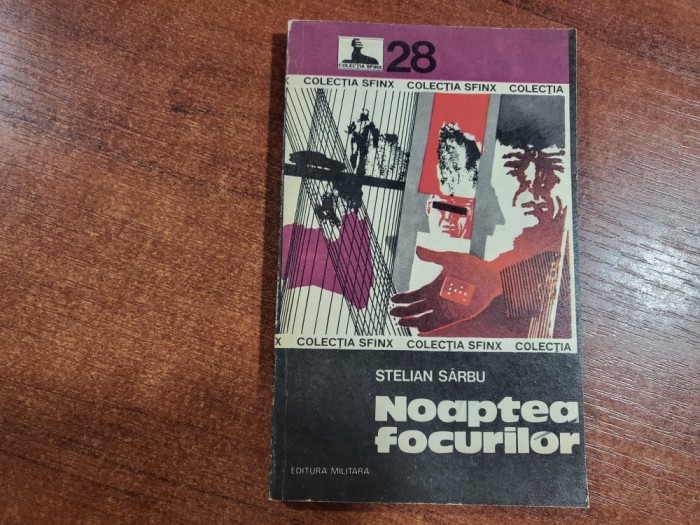 COLECȚIA SFINX
28
X COLECȚIA SFINX COLECȚIA SFINX COLECȚIA
X COLECȚIA SFINX COLECȚIA SFINX COLECȚIA
STELIAN SÂRBU
Noaptea
focurilor
EDITURA MILITARĂ